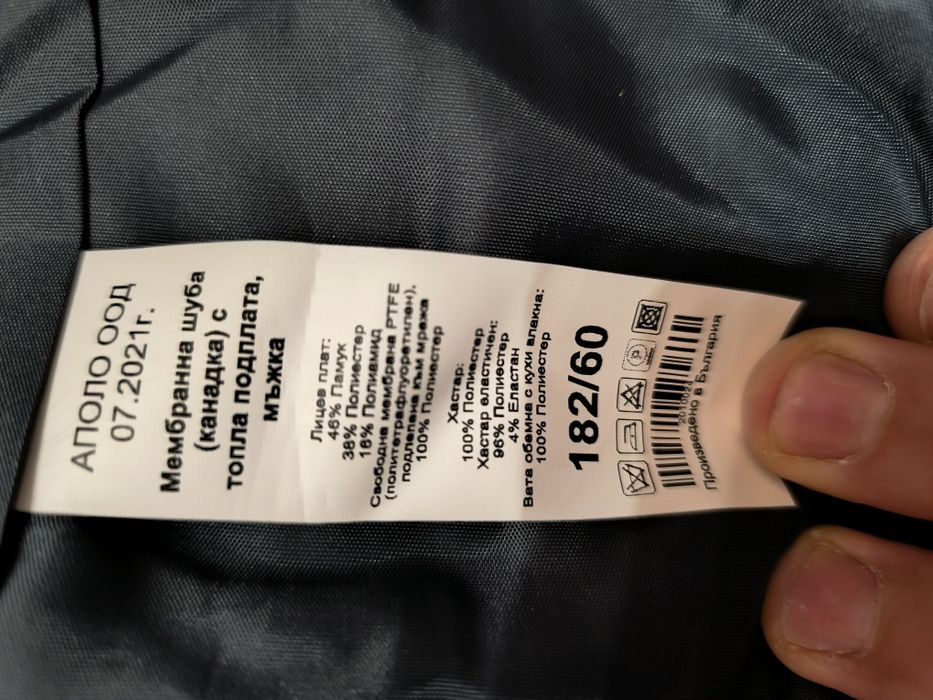 АПОЛО ООД
07.2021г.
Мембранна шуба
(канадка) с
топла подплата,
мъжка
Лицев плат:
46% Памук
38% Полиестер
16% Полиамид
Свободна мембрана PTFE
(политетрафлуоретилен),
подлепена към мрежа
100% Полиестер
Хастар:
100% Полиестер
Хастар еластичен:
96% Полиестер
4% Еластан
Вата обемна с кухи влакна:
100% Полиестер
182/60
P
Произведено в България